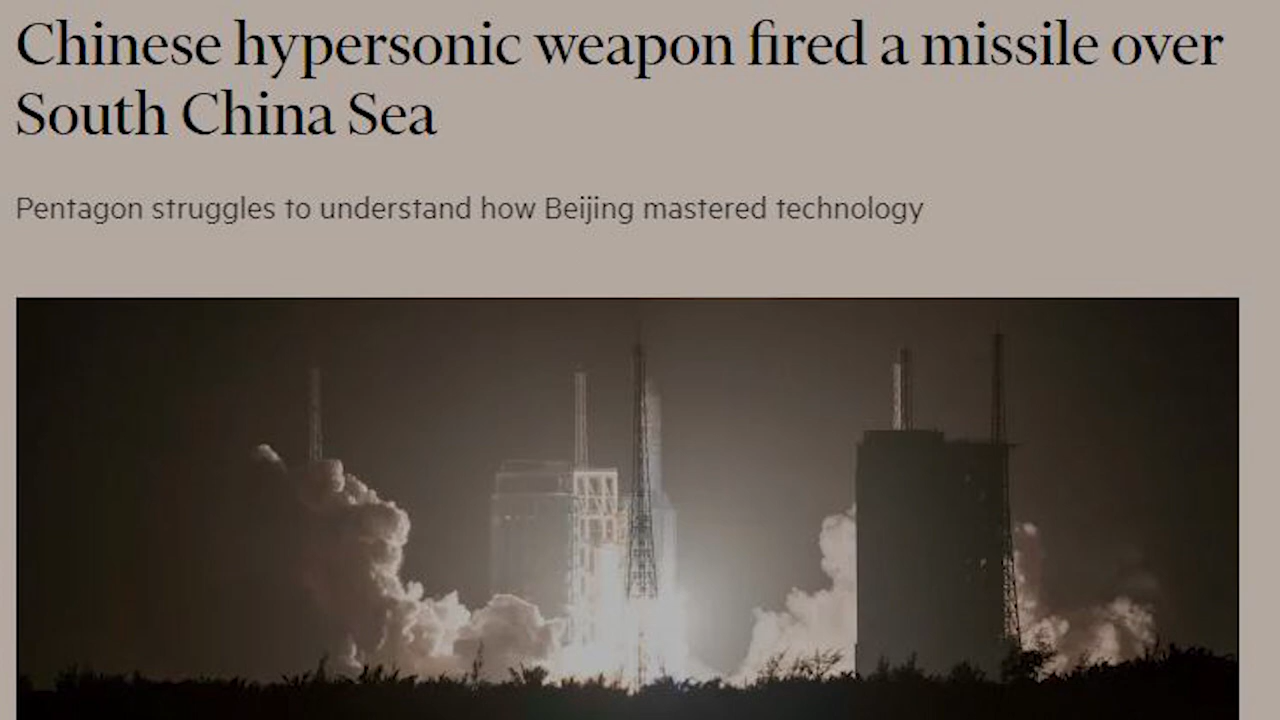 Chinese hypersonic weapon fired a missile over
South China Sea
Pentagon struggles to understand how Beijing mastered technology